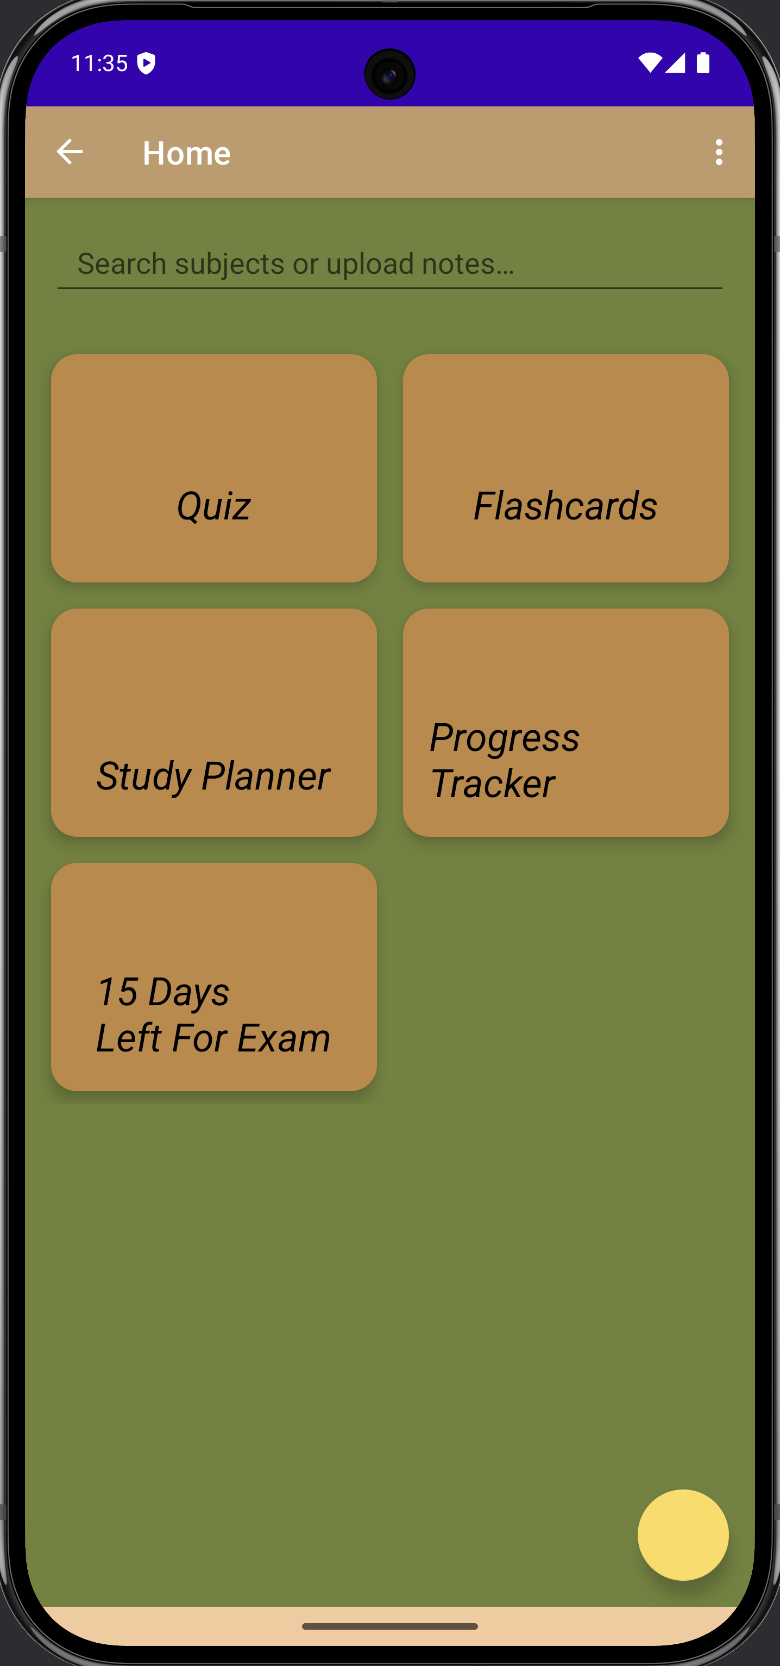 11:35
Home
Search subjects or upload notes...
Quiz
Flashcards
Study Planner
Progress
Tracker
15 Days
Left For Exam